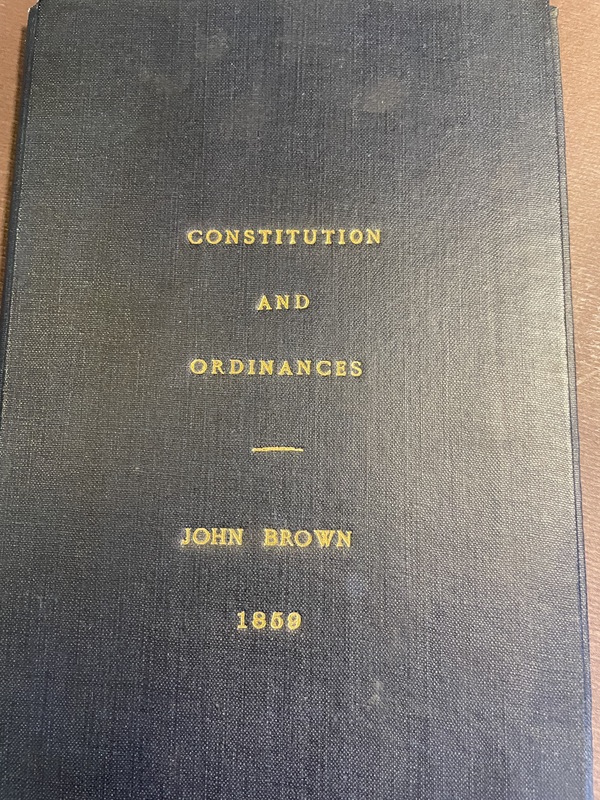 CONSTITUTION
AND
ORDINANCES
JOHN BROWN
1859